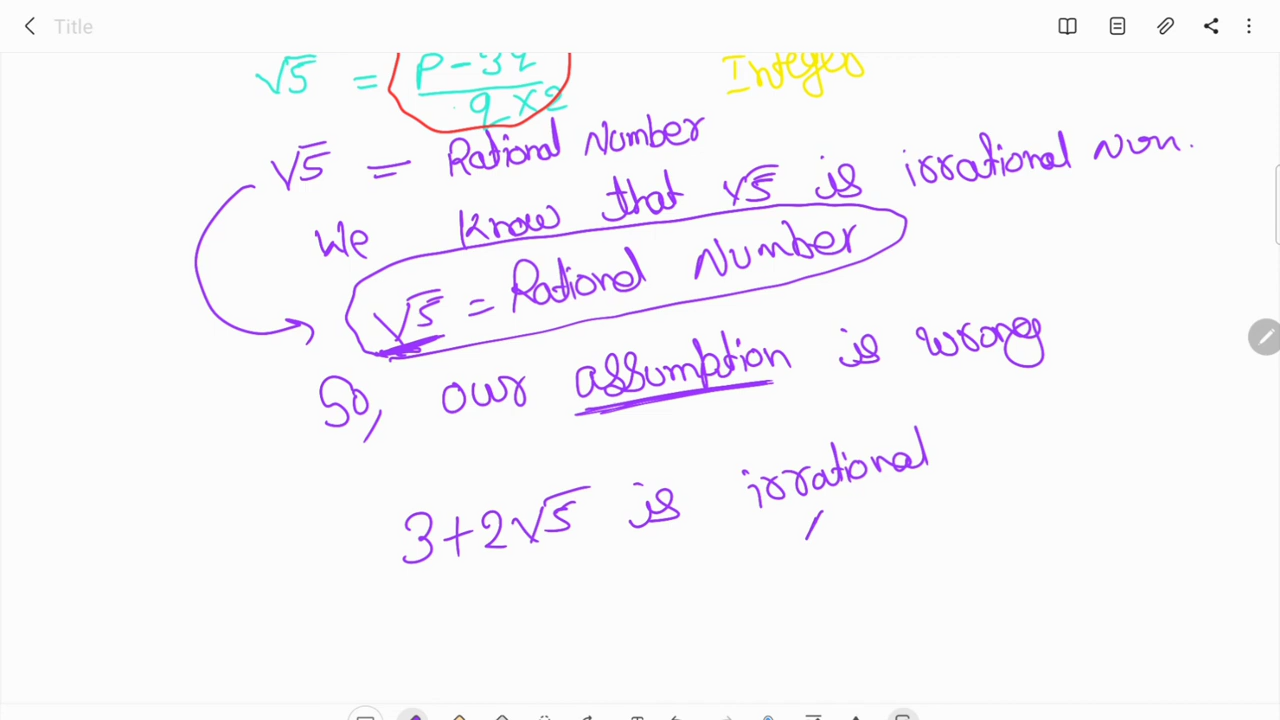 Title
√5 = p-3q Integer
q×2
√5 = Rational Number
We know that √5 is irrational num.
√5 = Rational Number
So, our assumption is wrong
3+2√5 is irrational